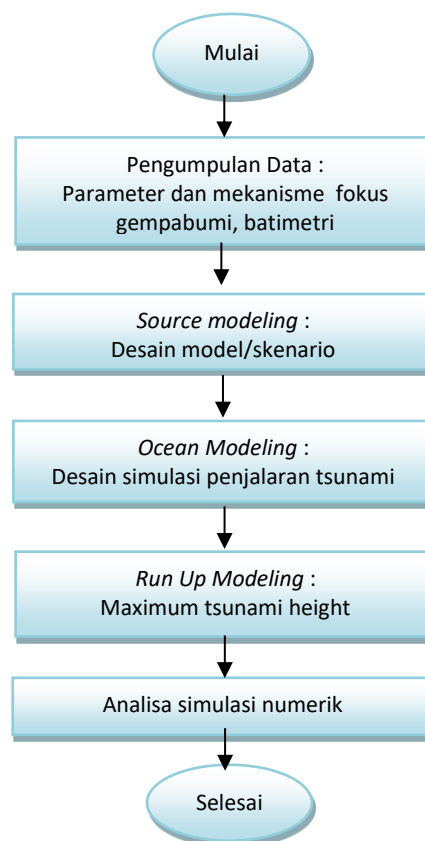 Mulai
Pengumpulan Data :
Parameter dan mekanisme fokus
gempabumi, batimetri
Source modeling :
Desain model/skenario
Ocean Modeling :
Desain simulasi penjalaran tsunami
Run Up Modeling :
Maximum tsunami height
Analisa simulasi numerik
Selesai